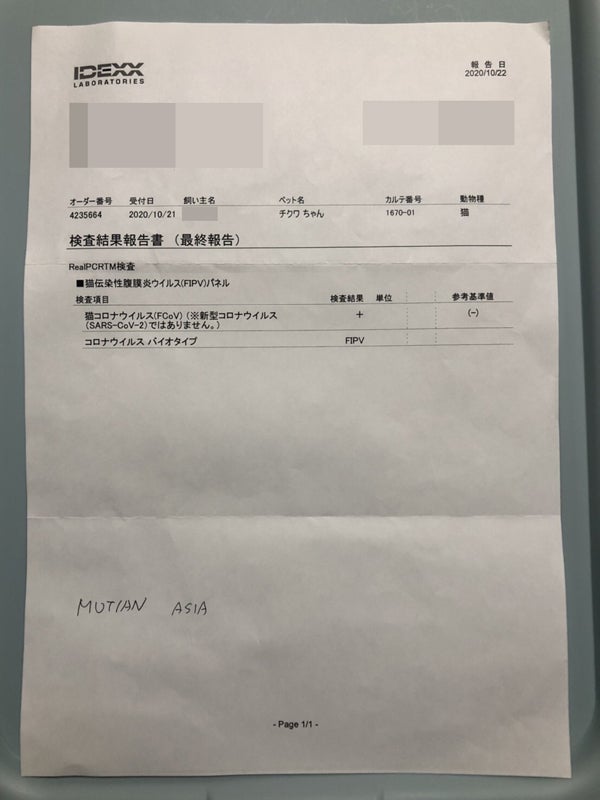 IDEXX
LABORATORIES
報告日
2020/10/22
オーダー番号 受付日 飼い主名 ペット名 カルテ番号 動物種
4235664 2020/10/21 チクワ ちゃん 1670-01 猫
検査結果報告書 （最終報告）
RealPCRTM検査
■猫伝染性腹膜炎ウイルス(FIPV)パネル
検査項目 検査結果 単位 参考基準値
猫コロナウイルス(FCoV) (※新型コロナウイルス + (-)
(SARS-CoV-2)ではありません。)
コロナウイルス バイオタイプ FIPV
MUTIAN ASIA
- Page 1/1 -